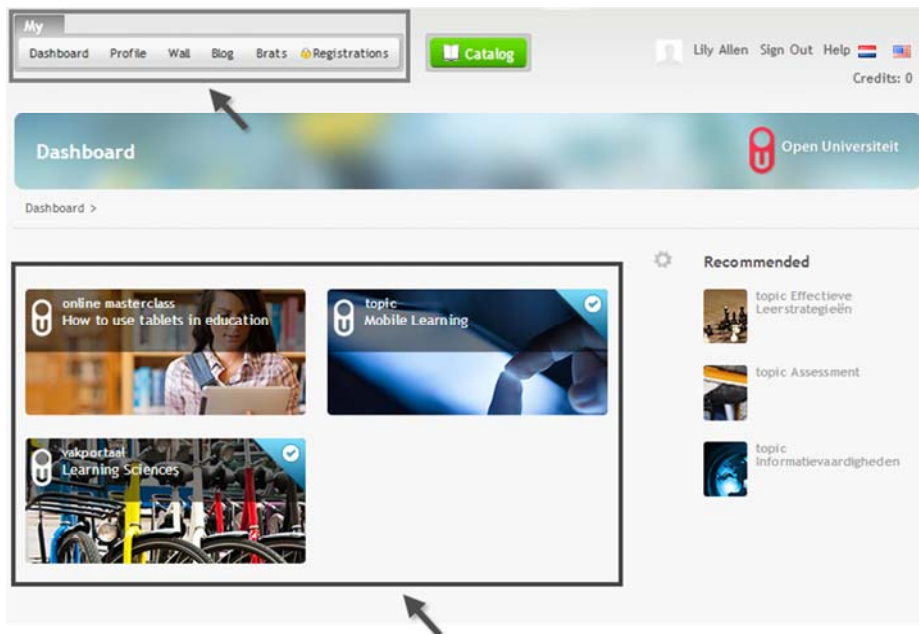 My
Dashboard Profile Wall Blog Brats Registrations
Catalog
Lily Allen Sign Out Help
Credits: 0
Dashboard
Open Universiteit
Dashboard >
online masterclass
How to use tablets in education
topic
Mobile Learning
vakportaal
Learning Sciences
Recommended
topic Effectieve
Leerstrategieën
topic Assessment
topic
Informatievaardigheden